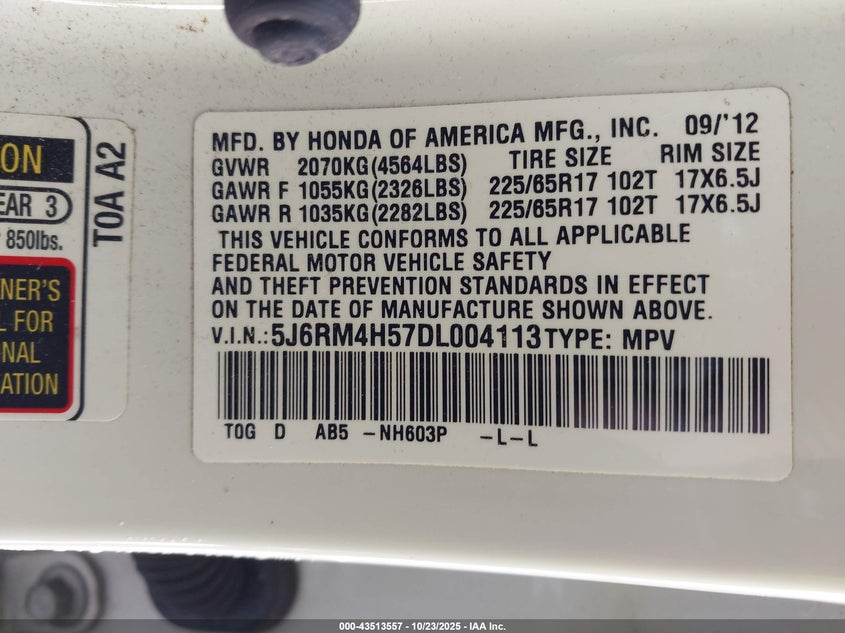 ON
EAR 3
850lbs.
NER'S
L FOR
NAL
ATION
TOA A2
MFD. BY HONDA OF AMERICA MFG., INC. 09/'12
GVWR 2070KG(4564LBS) TIRE SIZE RIM SIZE
GAWR F 1055KG(2326LBS) 225/65R17 102T 17X6.5J
GAWR R 1035KG(2282LBS) 225/65R17 102T 17X6.5J
THIS VEHICLE CONFORMS TO ALL APPLICABLE
FEDERAL MOTOR VEHICLE SAFETY
AND THEFT PREVENTION STANDARDS IN EFFECT
ON THE DATE OF MANUFACTURE SHOWN ABOVE.
V.I.N.: 5J6RM4H57DL004113 TYPE: MPV
TOG D AB5 -NH603P -L-L
000-43513557 - 10/23/2025 - IAA Inc.